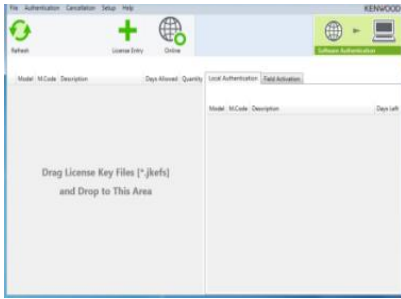 File Authentication Cancellation Setup Help
KENWOOD
Refresh
License Entry
Online
Software Authentication
Model M.Code Description Days Allowed Quantity
Local Authentication Field Activation
Model M.Code Description Days Left
Drag License Key Files [*.jkefs]
and Drop to This Area